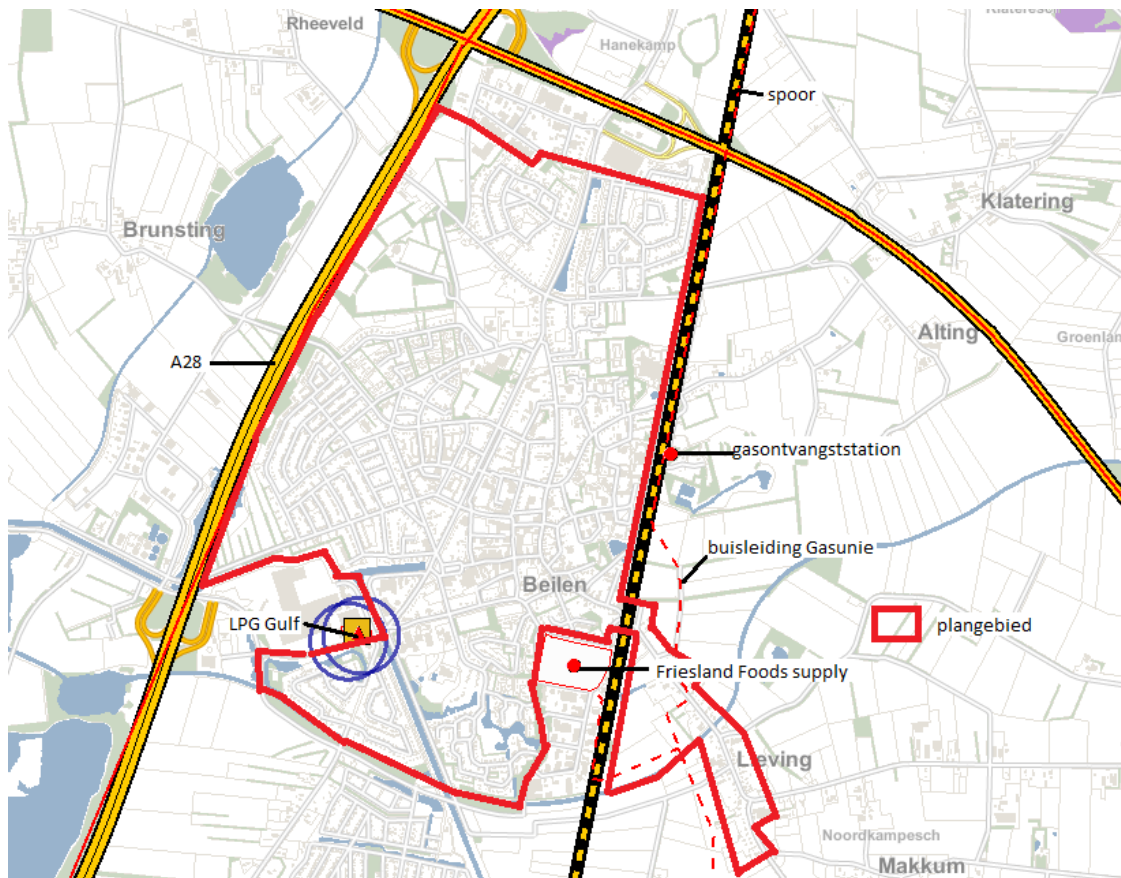 Rheeveld
Klateresch
Hanekamp
spoor
Klatering
Brunsting
Alting
Groenlan
A28
gasontvangststation
buisleiding Gasunie
Beilen
LPG Gulf
plangebied
Friesland Foods supply
Lieving
Noordkampesch
Makkum